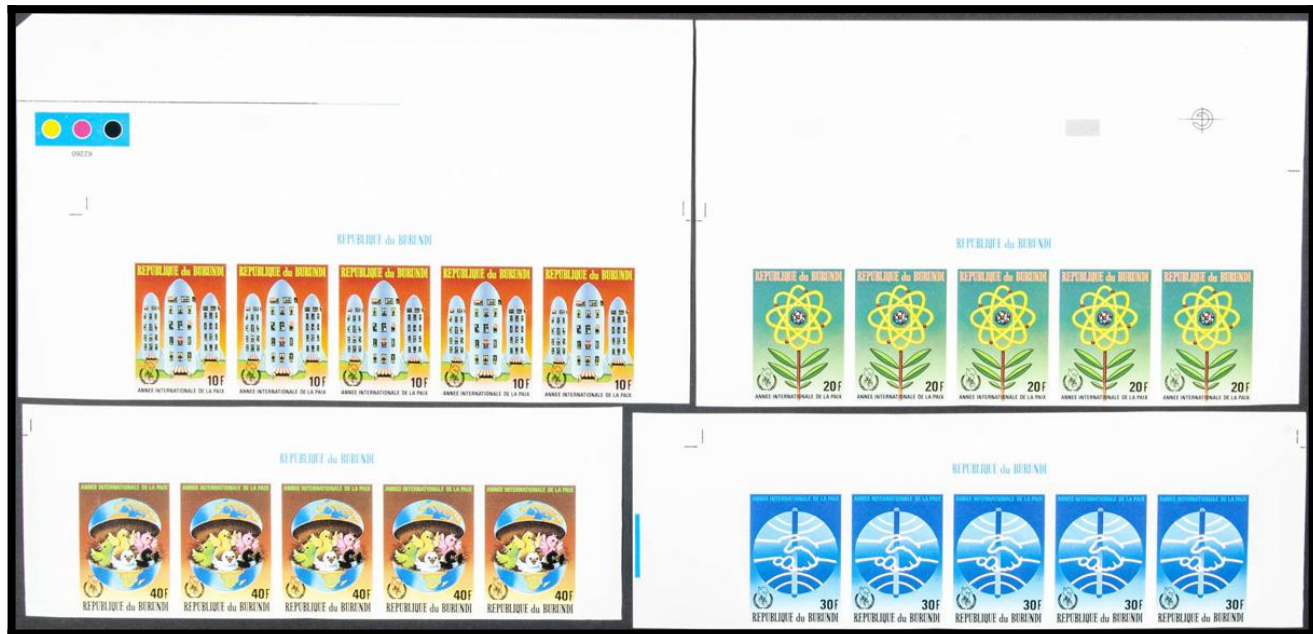 REPUBLIQUE du BURUNDI
REPUBLIQUE du BURUNDI REPUBLIQUE du BURUNDI REPUBLIQUE du BURUNDI REPUBLIQUE du BURUNDI REPUBLIQUE du BURUNDI
10F 10F 10F 10F 10F
ANNEE INTERNATIONALE DE LA PAIX ANNEE INTERNATIONALE DE LA PAIX ANNEE INTERNATIONALE DE LA PAIX ANNEE INTERNATIONALE DE LA PAIX ANNEE INTERNATIONALE DE LA PAIX
REPUBLIQUE du BURUNDI
REPUBLIQUE du BURUNDI REPUBLIQUE du BURUNDI REPUBLIQUE du BURUNDI REPUBLIQUE du BURUNDI REPUBLIQUE du BURUNDI
20F 20F 20F 20F 20F
ANNEE INTERNATIONALE DE LA PAIX ANNEE INTERNATIONALE DE LA PAIX ANNEE INTERNATIONALE DE LA PAIX ANNEE INTERNATIONALE DE LA PAIX ANNEE INTERNATIONALE DE LA PAIX
REPUBLIQUE du BURUNDI
ANNEE INTERNATIONALE DE LA PAIX ANNEE INTERNATIONALE DE LA PAIX ANNEE INTERNATIONALE DE LA PAIX ANNEE INTERNATIONALE DE LA PAIX ANNEE INTERNATIONALE DE LA PAIX
40F 40F 40F 40F 40F
REPUBLIQUE du BURUNDI REPUBLIQUE du BURUNDI REPUBLIQUE du BURUNDI REPUBLIQUE du BURUNDI REPUBLIQUE du BURUNDI
REPUBLIQUE du BURUNDI
ANNEE INTERNATIONALE DE LA PAIX ANNEE INTERNATIONALE DE LA PAIX ANNEE INTERNATIONALE DE LA PAIX ANNEE INTERNATIONALE DE LA PAIX ANNEE INTERNATIONALE DE LA PAIX
30F 30F 30F 30F 30F
REPUBLIQUE du BURUNDI REPUBLIQUE du BURUNDI REPUBLIQUE du BURUNDI REPUBLIQUE du BURUNDI REPUBLIQUE du BURUNDI